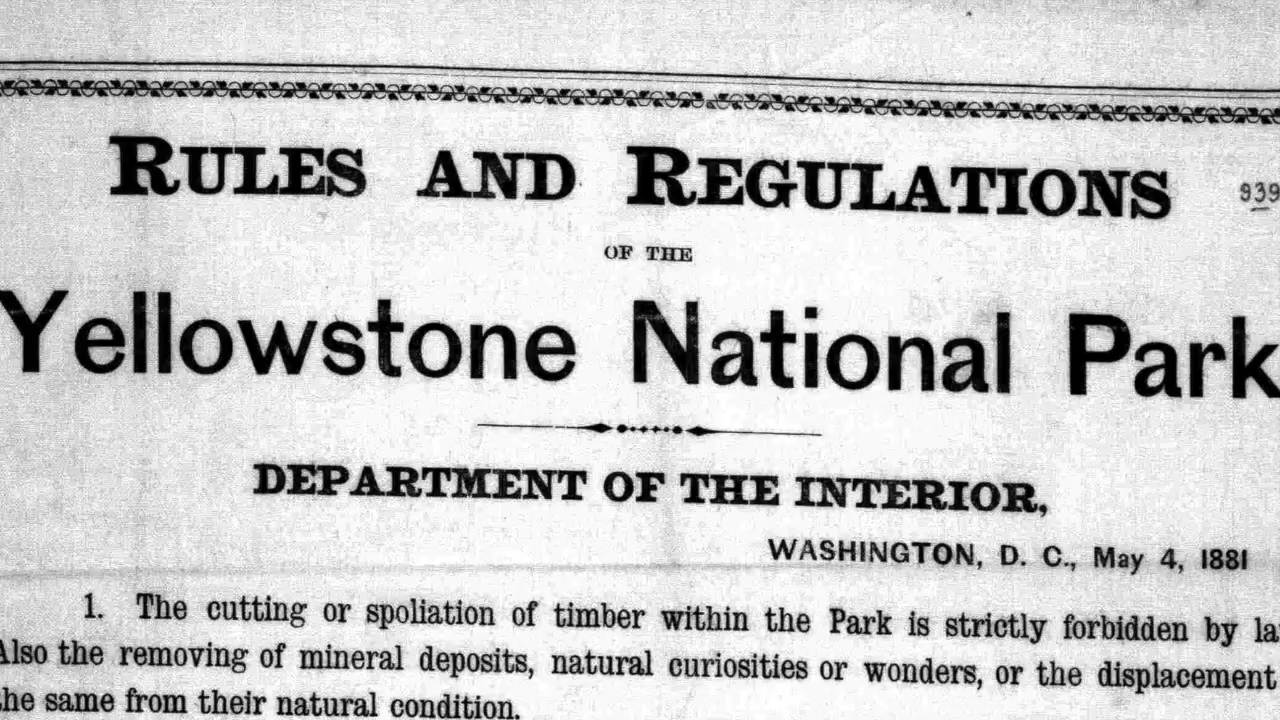 RULES AND REGULATIONS
939
OF THE
Yellowstone National Park
DEPARTMENT OF THE INTERIOR,
WASHINGTON, D. C., May 4, 1881
1. The cutting or spoliation of timber within the Park is strictly forbidden by la
Also the removing of mineral deposits, natural curiosities or wonders, or the displacement
the same from their natural condition.